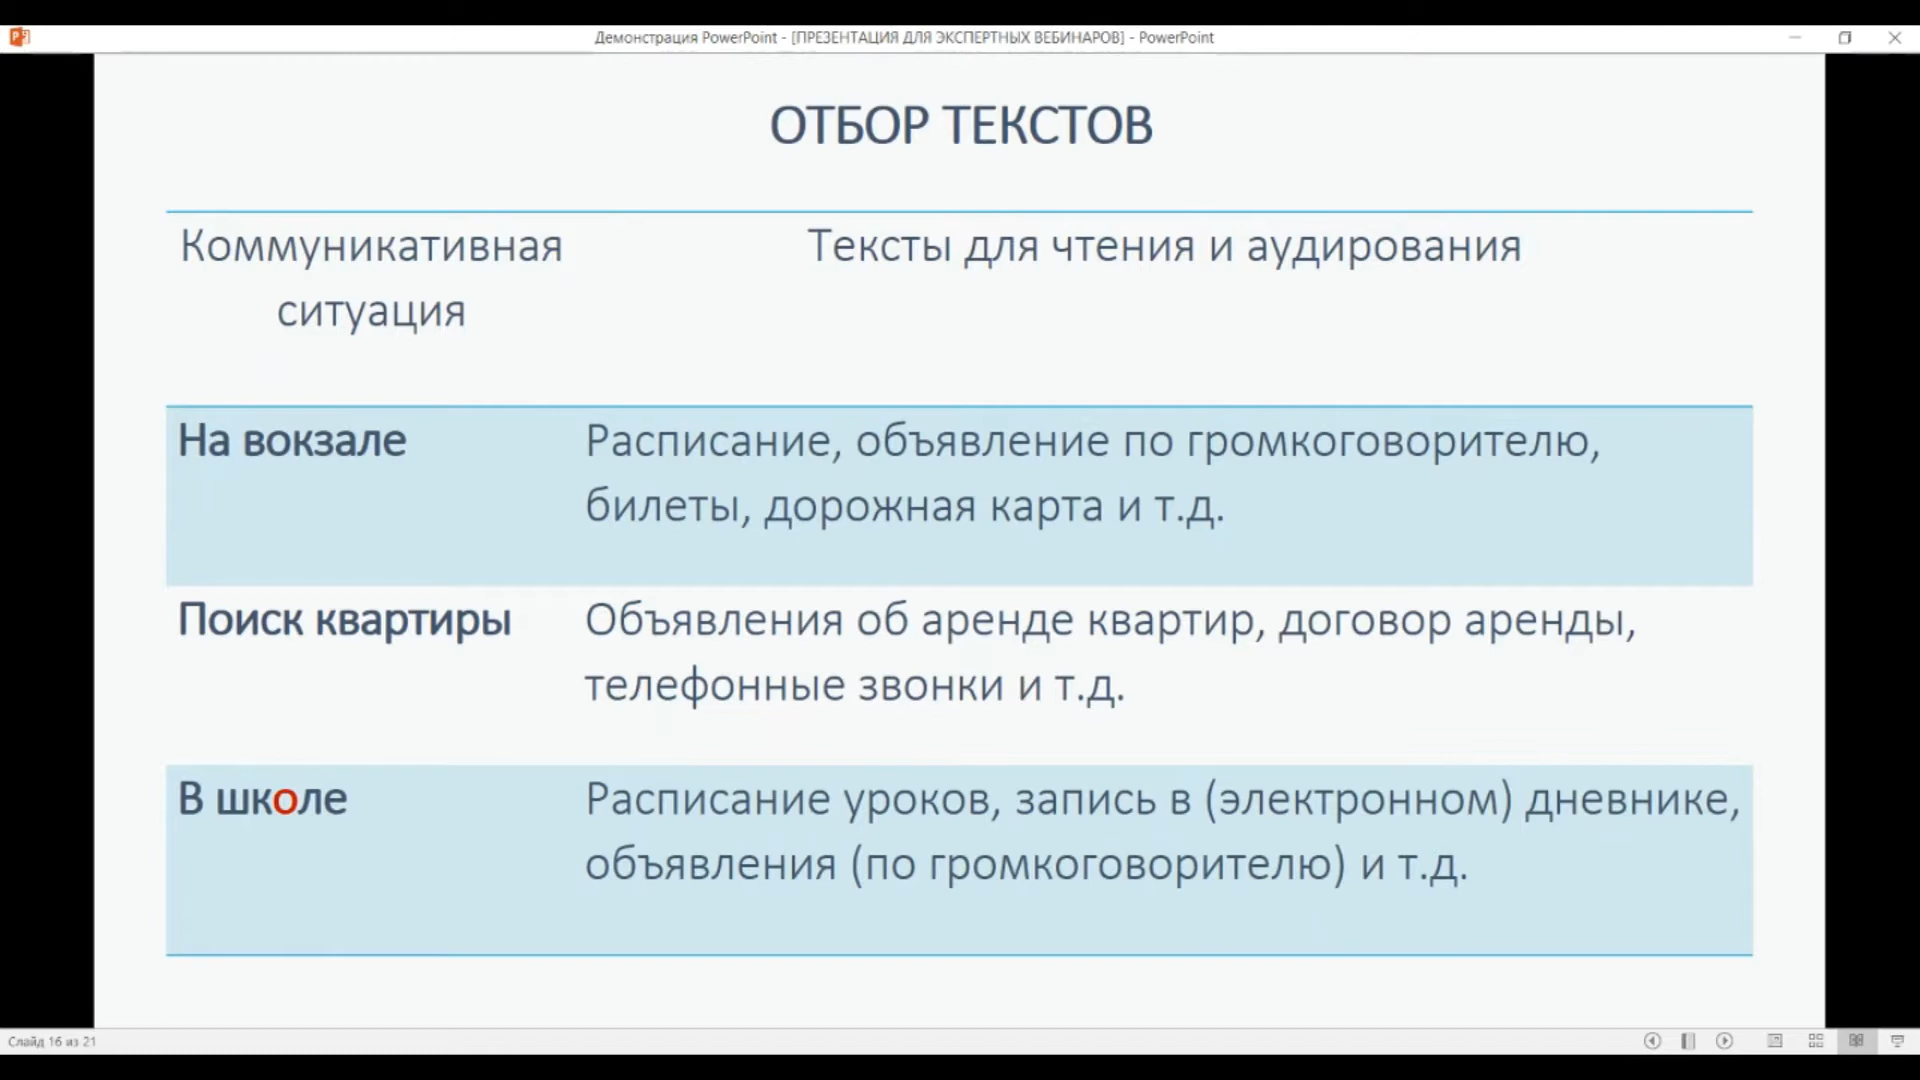 Демонстрация PowerPoint - [ПРЕЗЕНТАЦИЯ ДЛЯ ЭКСПЕРТНЫХ ВЕБИНАРОВ] - PowerPoint
ОТБОР ТЕКСТОВ
Коммуникативная
ситуация
Тексты для чтения и аудирования
На вокзале
Расписание, объявление по громкоговорителю,
билеты, дорожная карта и т.д.
Поиск квартиры
Объявления об аренде квартир, договор аренды,
телефонные звонки и т.д.
В школе
Расписание уроков, запись в (электронном) дневнике,
объявления (по громкоговорителю) и т.д.
Слайд 16 из 21